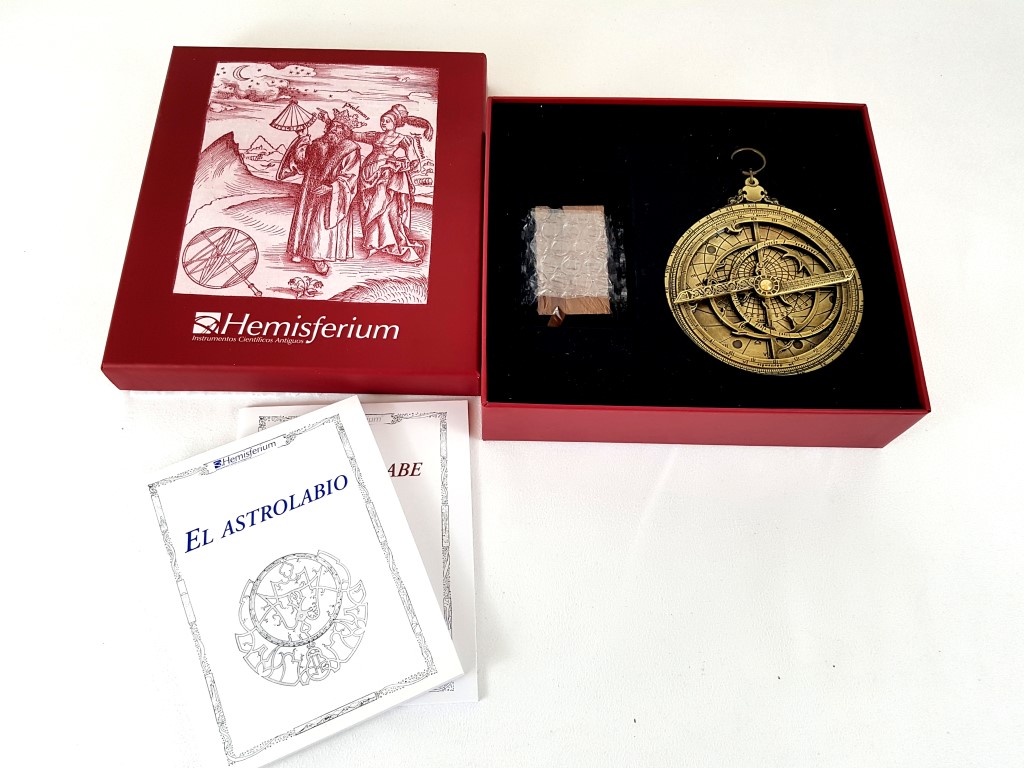 Hemisferium
Instrumentos Científicos Antiguos
Hemisferium
EL ASTROLABIO
ABE